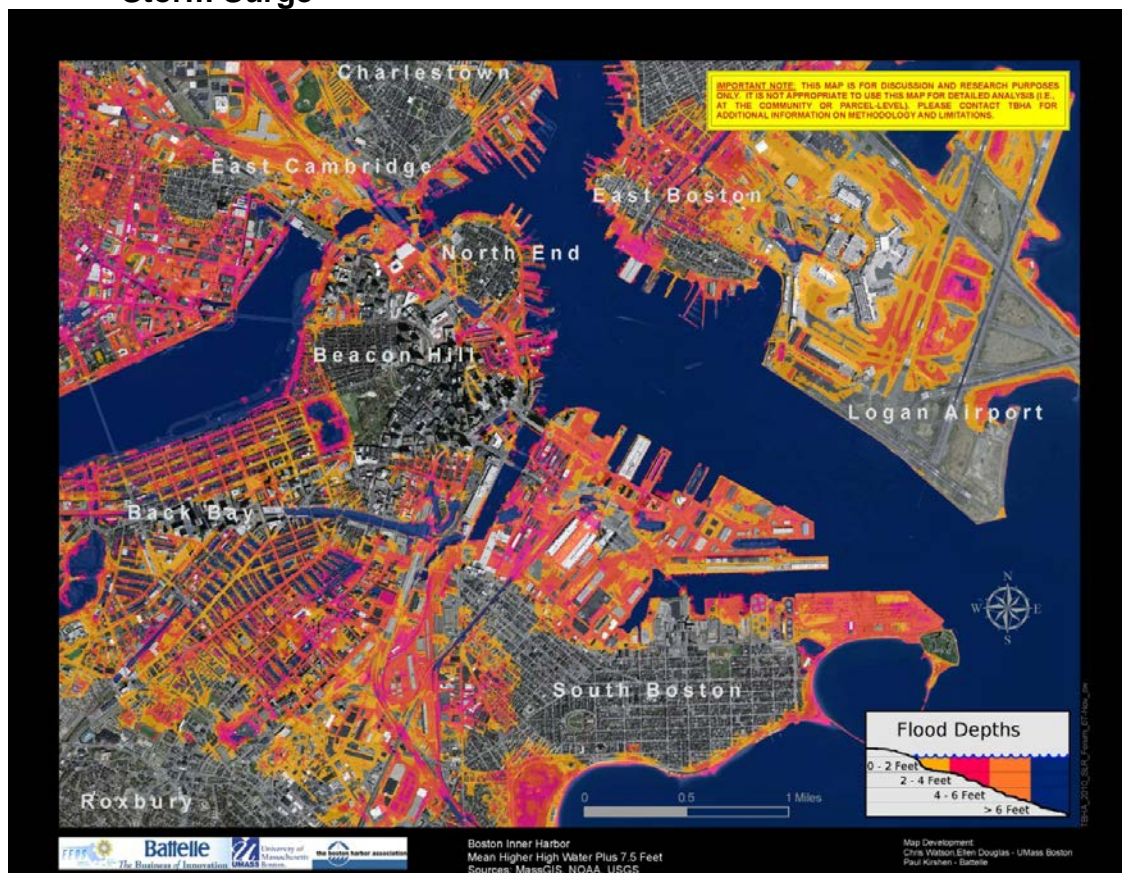 Storm Surge
IMPORTANT NOTE: THIS MAP IS FOR DISCUSSION AND RESEARCH PURPOSES
ONLY. IT IS NOT APPROPRIATE TO USE THIS MAP FOR DETAILED ANALYSIS (I.E.,
AT THE COMMUNITY OR PARCEL-LEVEL). PLEASE CONTACT TBHA FOR
ADDITIONAL INFORMATION ON METHODOLOGY AND LIMITATIONS.
Charlestown
East Cambridge
East Boston
North End
Beacon Hill
Logan Airport
Back Bay
N
W E
S
South Boston
Roxbury
Flood Depths
0 - 2 Feet
2 - 4 Feet
4 - 6 Feet
> 6 Feet
0 0.5 1 Miles
Battelle
The Business of Innovation
UMASS
University of
Massachusetts
Boston
the boston harbor association
Boston Inner Harbor
Mean Higher High Water Plus 7.5 Feet
Sources: MassGIS, NOAA, USGS
Map Development:
Chris Watson,Ellen Douglas - UMass Boston
Paul Kirshen - Battelle